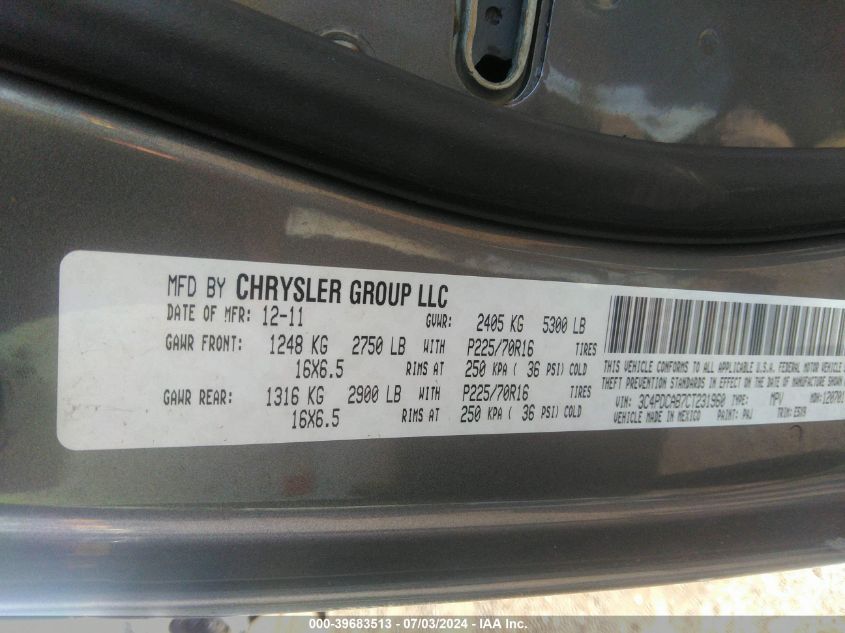 MFD BY CHRYSLER GROUP LLC
DATE OF MFR: 12-11 GVWR: 2405 KG 5300 LB
GAWR FRONT: 1248 KG 2750 LB WITH P225/70R16 TIRES
16X6.5 RIMS AT 250 KPA ( 36 PSI) COLD
GAWR REAR: 1316 KG 2900 LB WITH P225/70R16 TIRES
16X6.5 RIMS AT 250 KPA ( 36 PSI) COLD
THIS VEHICLE CONFORMS TO ALL APPLICABLE U.S.A. FEDERAL MOTOR VEHICLE
THEFT PREVENTION STANDARDS IN EFFECT ON THE DATE OF MANUFACTURE
VIN: 3C4PDCAB7CT231960 TYPE: MPV MDH: 120701
VEHICLE MADE IN MEXICO PAINT: TRIM:
000-39683513 - 07/03/2024 - IAA Inc.